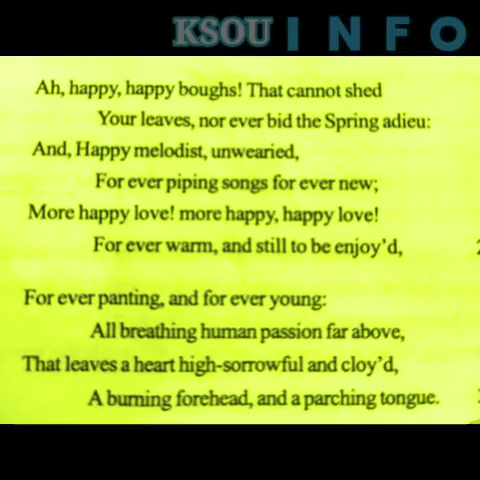 KSOU INFO
Ah, happy, happy boughs! That cannot shed
Your leaves, nor ever bid the Spring adieu:
And, Happy melodist, unwearied,
For ever piping songs for ever new;
More happy love! more happy, happy love!
For ever warm, and still to be enjoy'd,
For ever panting, and for ever young:
All breathing human passion far above,
That leaves a heart high-sorrowful and cloy'd,
A burning forehead, and a parching tongue.